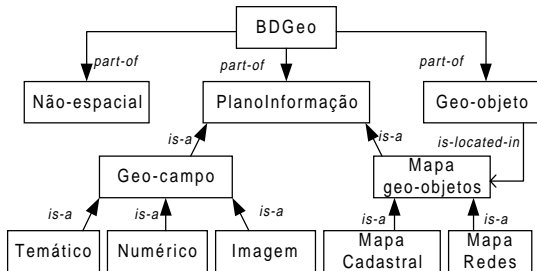 BDGeo
part-of
part-of
part-of
Não-espacial
PlanoInformação
Geo-objeto
is-a
is-a
is-located-in
Geo-campo
Mapa
geo-objetos
is-a
is-a
is-a
is-a
is-a
Temático
Numérico
Imagem
Mapa
Cadastral
Mapa
Redes